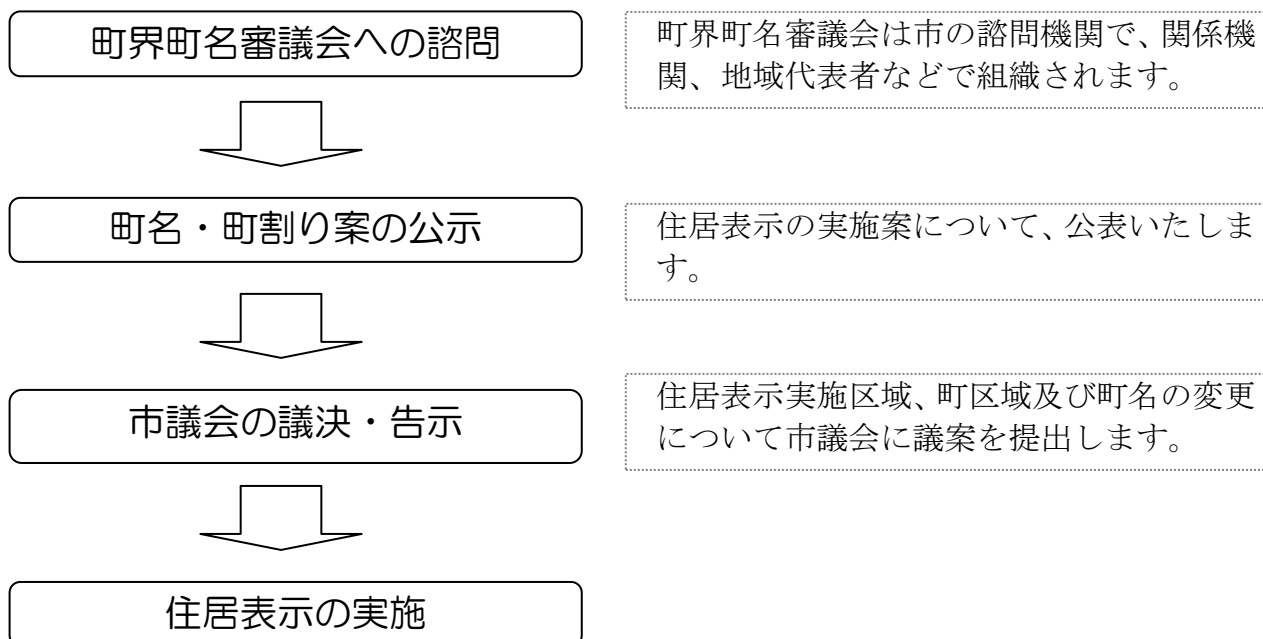 町界町名審議会への諮問
町界町名審議会は市の諮問機関で、関係機
関、地域代表者などで組織されます。
町名・町割り案の公示
住居表示の実施案について、公表いたしま
す。
市議会の議決・告示
住居表示実施区域、町区域及び町名の変更
について市議会に議案を提出します。
住居表示の実施